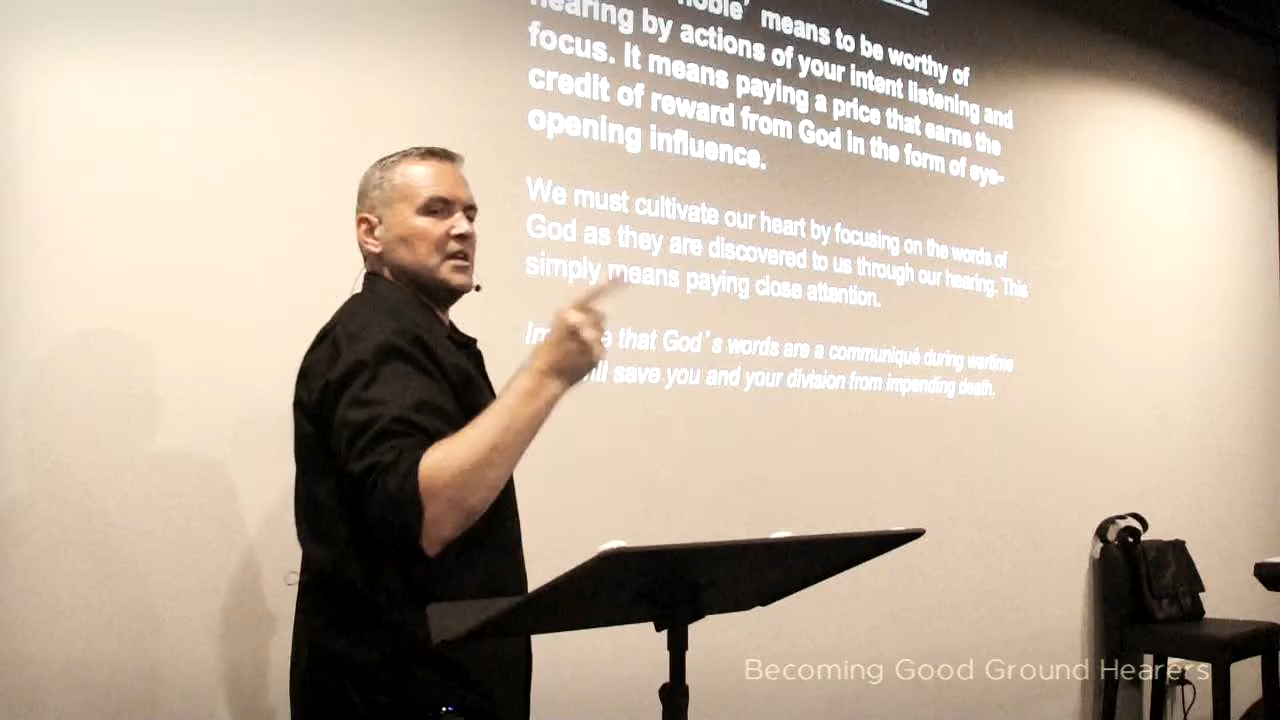 noble' means to be worthy of
hearing by actions of your intent listening and
focus. It means paying a price that earns the
credit of reward from God in the form of eye-
opening influence.
We must cultivate our heart by focusing on the words of
God as they are discovered to us through our hearing. This
simply means paying close attention.
that God's words are a communiqué during wartime
save you and your division from impending death.
Becoming Good Ground Hearers